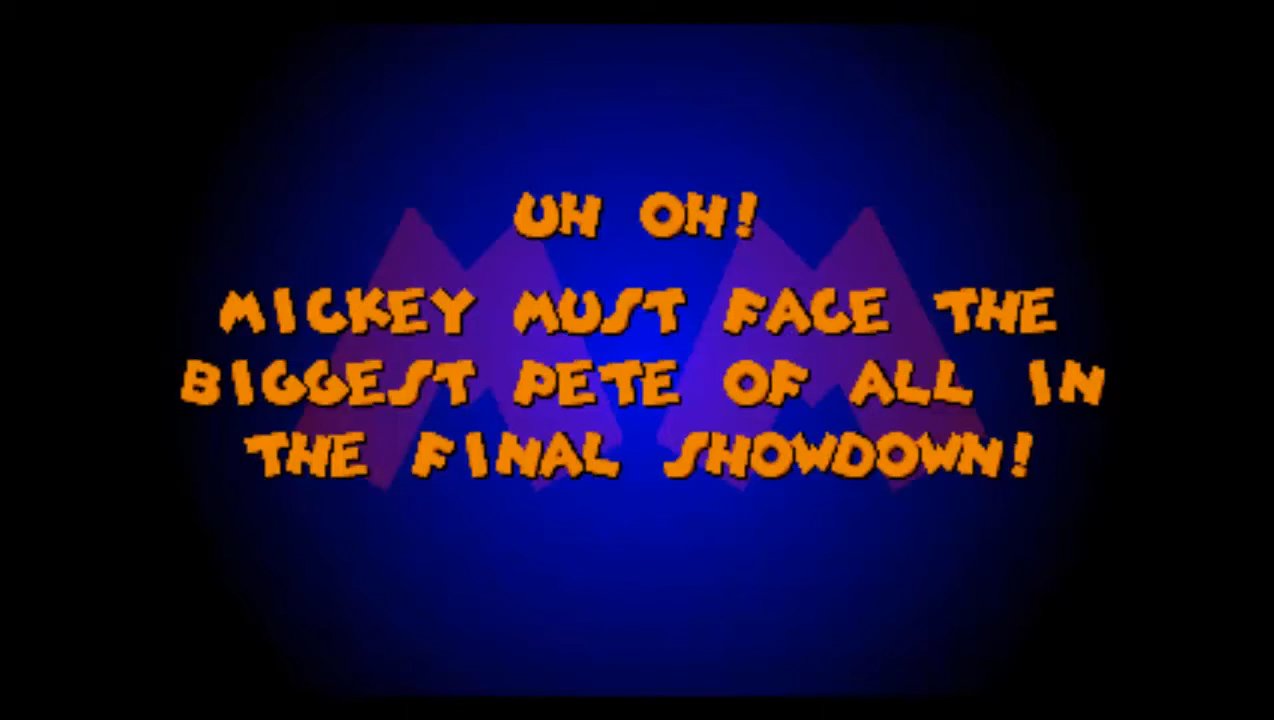 UH OH!
MICKEY MUST FACE THE
BIGGEST PETE OF ALL IN
THE FINAL SHOWDOWN!